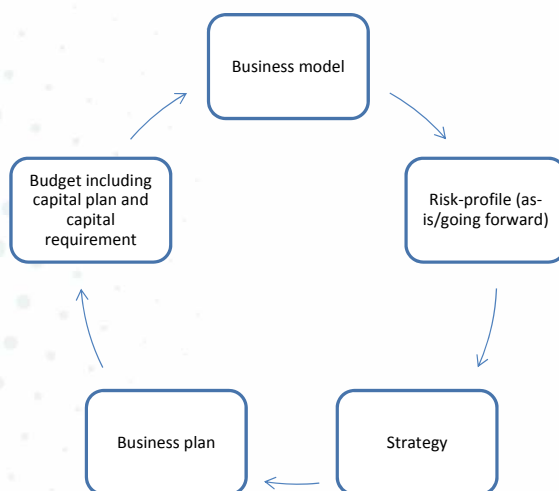 Business model
Budget including
capital plan and
capital
requirement
Risk-profile (as-
is/going forward)
Business plan
Strategy